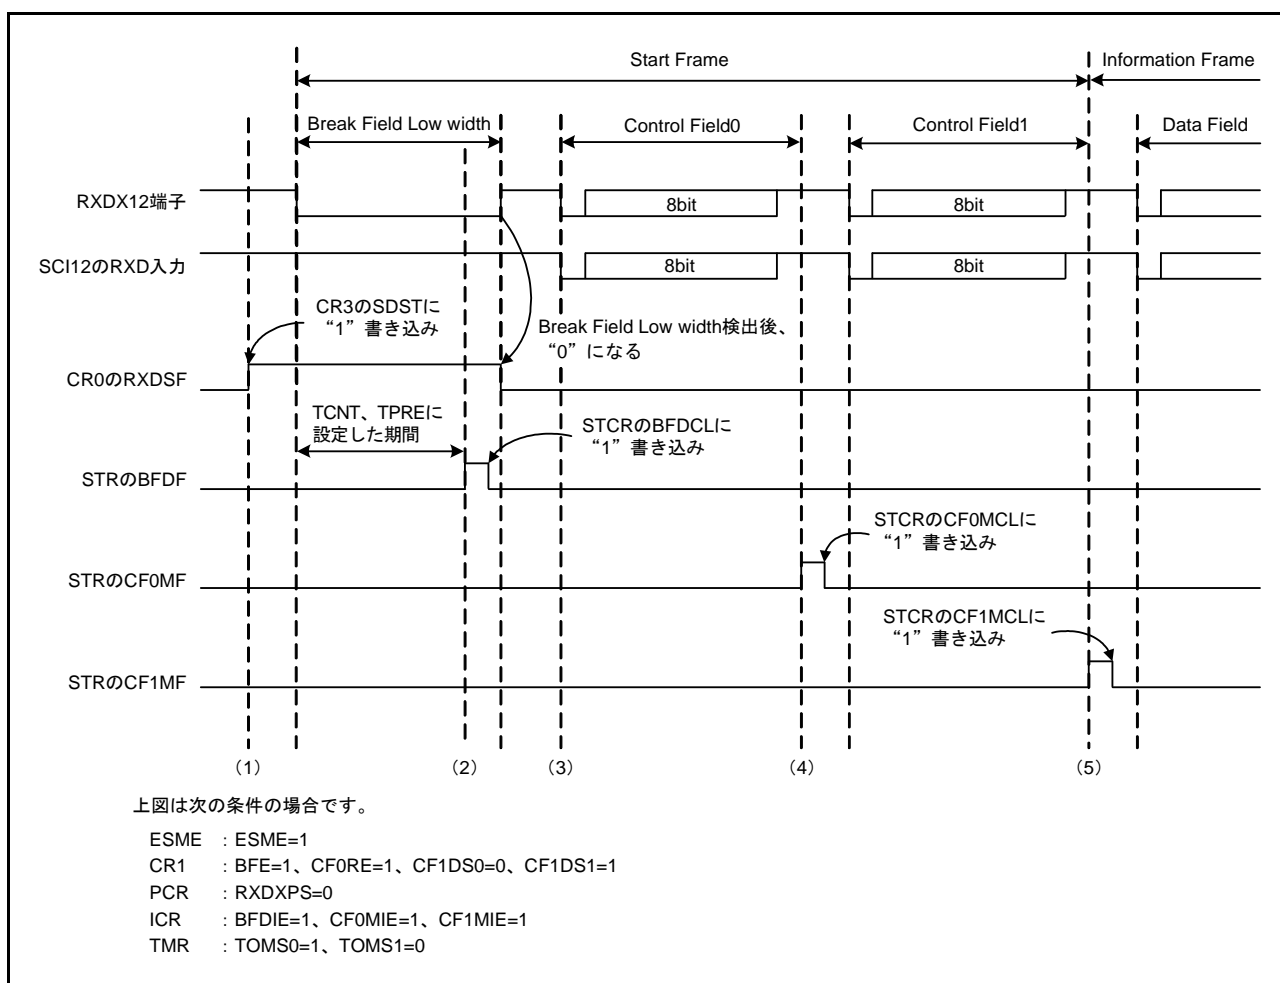 Start Frame
Information Frame
Break Field Low width
Control Field0
Control Field1
Data Field
RXDX12端子
8bit
8bit
SCI12のRXD入力
8bit
8bit
CR3のSDSTに
“1”書き込み
Break Field Low width検出後、
“0”になる
CR0のRXDSF
TCNT、TPREに
設定した期間
STCRのBFDCLに
“1”書き込み
STRのBFDF
STCRのCF0MCLに
“1”書き込み
STRのCF0MF
STCRのCF1MCLに
“1”書き込み
STRのCF1MF
(1)
(2)
(3)
(4)
(5)
上図は次の条件の場合です。
ESME : ESME=1
CR1 : BFE=1、CF0RE=1、CF1DS0=0、CF1DS1=1
PCR : RXDXPS=0
ICR : BFDIE=1、CF0MIE=1、CF1MIE=1
TMR : TOMS0=1、TOMS1=0